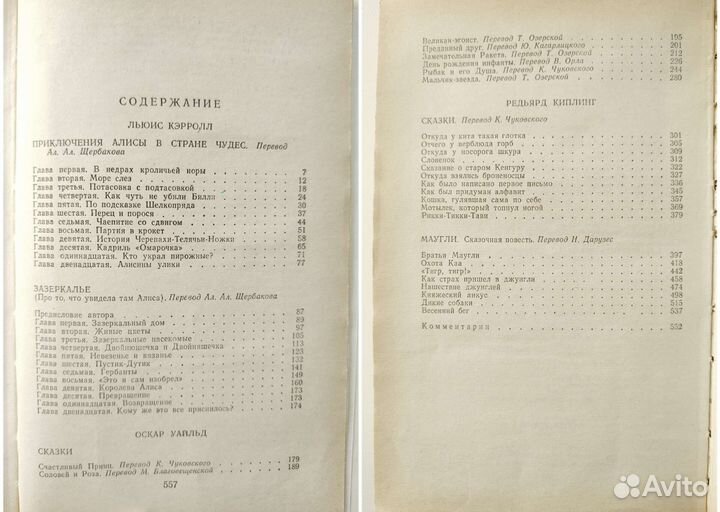 СОДЕРЖАНИЕ
ЛЬЮИС КЭРРОЛЛ
ПРИКЛЮЧЕНИЯ АЛИСЫ В СТРАНЕ ЧУДЕС. Перевод
Ал. Ал. Щербакова
Глава первая. В недрах кроличьей норы 7
Глава вторая. Море слез 12
Глава третья. Потасовка с подтасовкой 18
Глава четвертая. Как чуть не убили Билли 24
Глава пятая. По подсказке Шелкопряда 30
Глава шестая. Перец и порося 37
Глава седьмая. Чаепитие со сдвигом 44
Глава восьмая. Партия в крокет 51
Глава девятая. История Черепахи-Телячьи-Ножки 58
Глава десятая. Кадриль «Омарочка» 65
Глава одиннадцатая. Кто украл пирожные? 71
Глава двенадцатая. Алисины улики 77
ЗАЗЕРКАЛЬЕ
(Про то, что увидела там Алиса). Перевод Ал. Ал. Щербакова
Предисловие автора 87
Глава первая. Зазеркальный дом 89
Глава вторая. Живые цветы 97
Глава третья. Зазеркальные насекомые 105
Глава четвертая. Двойнюшечка и Двойняшечка 113
Глава пятая. Невезенье и вязанье 123
Глава шестая. Пустик-Дутик 132
Глава седьмая. Гербанты 141
Глава восьмая. «Это я сам изобрел» 149
Глава девятая. Королева Алиса 160
Глава десятая. Превращение 173
Глава одиннадцатая. Возвращение 173
Глава двенадцатая. Кому же это все приснилось? 174
ОСКАР УАЙЛЬД
СКАЗКИ
Счастливый Принц. Перевод К. Чуковского 179
Соловей и Роза. Перевод М. Благовещенской 189
557
Великан-эгоист. Перевод Т. Озерской 195
Преданный друг. Перевод Ю. Кагарлицкого 201
Замечательная Ракета. Перевод Т. Озерской 212
День рождения инфанты. Перевод В. Орла 226
Рыбак и его Душа. Перевод К. Чуковского 244
Мальчик-звезда. Перевод Т. Озерской 280
РЕДЬЯРД КИПЛИНГ
СКАЗКИ. Перевод К. Чуковского
Откуда у кита такая глотка 301
Отчего у верблюда горб 305
Откуда у носорога шкура 309
Слоненок 312
Сказание о старом Кенгуру 322
Откуда взялись броненосцы 327
Как было написано первое письмо 336
Как был придуман алфавит 345
Кошка, гулявшая сама по себе 357
Мотылек, который топнул ногой 367
Рикки-Тикки-Тави 379
МАУГЛИ. Сказочная повесть. Перевод Н. Дарузес
Братья Маугли 397
Охота Каа 418
«Тигр, тигр!» 442
Как страх пришел в джунгли 458
Нашествие джунглей 474
Княжеский анкус 498
Дикие собаки 515
Весенний бег 537
Комментарии 552
Avito